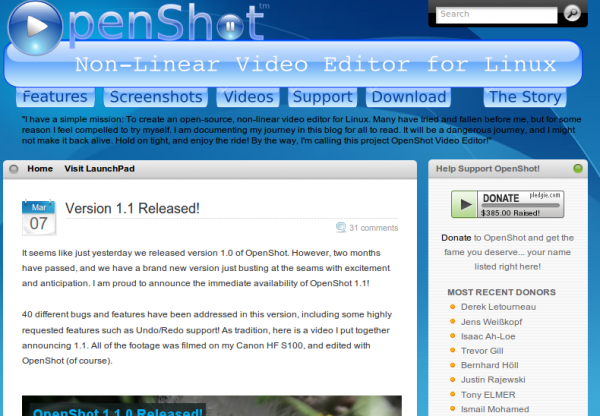 OpenShot™
Search
Non-Linear Video Editor for Linux
Features Screenshots Videos Support Download The Story
"I have a simple mission: To create an open-source, non-linear video editor for Linux. Many have tried and fallen before me, but for some
reason I feel compelled to try myself. I am documenting my journey in this blog for all to read. It will be a dangerous journey, and I might
not make it back alive. Hold on tight, and enjoy the ride! By the way, I'm calling this project OpenShot Video Editor!"
Home Visit LaunchPad
Mar
07
Version 1.1 Released!
31 comments
It seems like just yesterday we released version 1.0 of OpenShot. However, two months
have passed, and we have a brand new version just busting at the seams with excitement
and anticipation. I am proud to announce the immediate availability of OpenShot 1.1!
40 different bugs and features have been addressed in this version, including some highly
requested features such as Undo/Redo support! As tradition, here is a video I put together
announcing 1.1. All of the footage was filmed on my Canon HF S100, and edited with
OpenShot (of course).
OpenShot 1.1.0 Released!
Help Support OpenShot!
DONATE pledgie.com
$385.00 Raised!
Donate to OpenShot and get the
fame you deserve... your name
listed right here!
MOST RECENT DONORS
Derek Letourneau
Jens Weißkopf
Isaac Ah-Loe
Trevor Gill
Bernhard Höll
Justin Rajewski
Tony ELMER
Ismail Mohamed